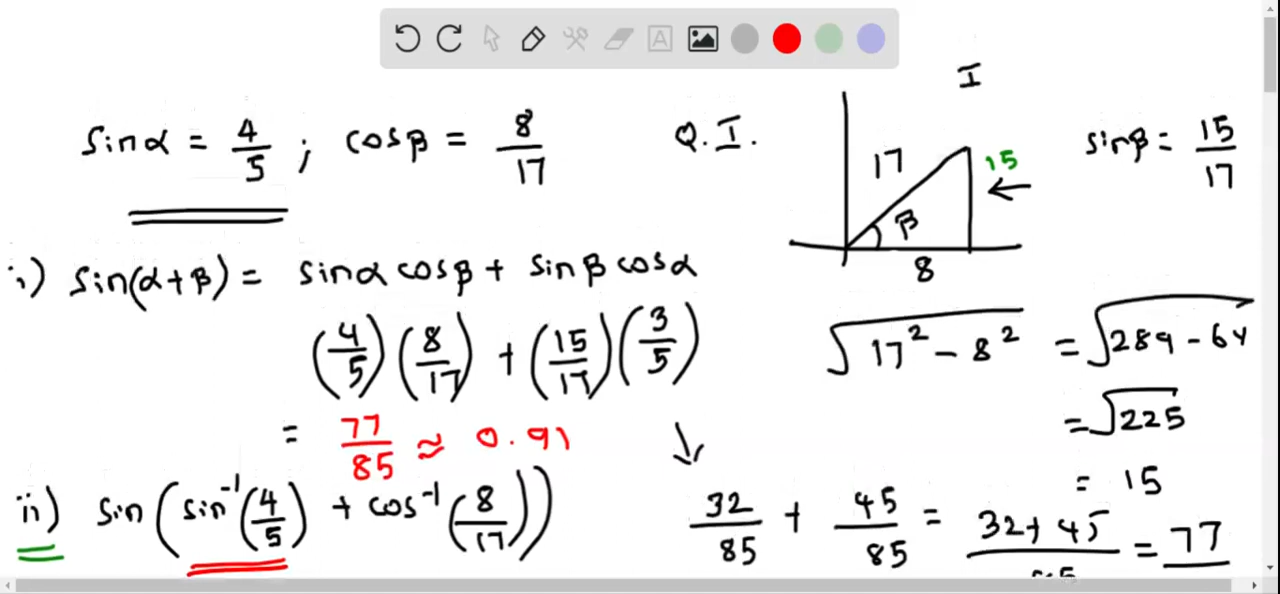 I
sinα = 4/5 ; cosβ = 8/17 Q.I. sinβ = 15/17
17 15
β
8
i) sin(α+β) = sinα cosβ + sinβ cosα
(4/5)(8/17) + (15/17)(3/5)
√(17² - 8²) = √(289 - 64
= √225
= 15
= 77/85 ≈ 0.91
ii) sin(sin⁻¹(4/5) + cos⁻¹(8/17))
32/85 + 45/85 = 32+45/85 = 77